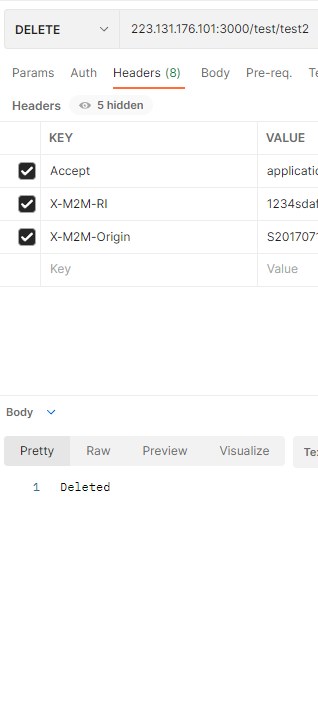 DELETE 223.131.176.101:3000/test/test2
Params Auth Headers (8) Body Pre-req. Te
Headers 5 hidden
KEY VALUE
Accept applicatio
X-M2M-RI 1234sdaf
X-M2M-Origin S2017071
Key Value
Body
Pretty Raw Preview Visualize Tex
1 Deleted